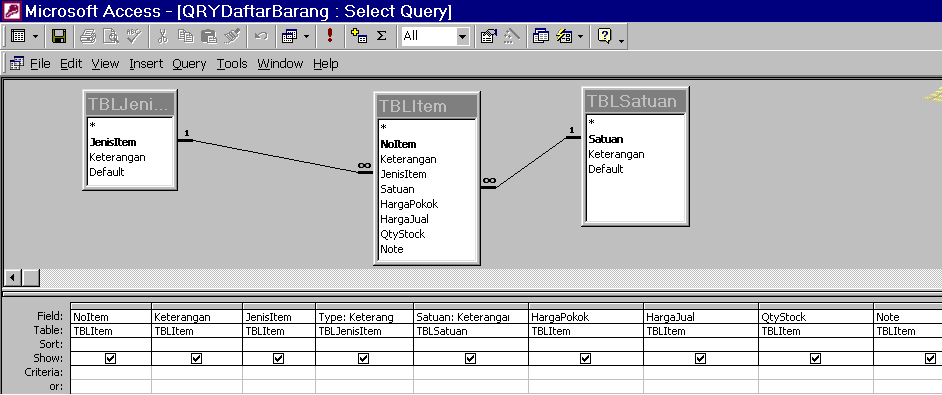 Microsoft Access - [QRYDaftarBarang : Select Query]
All
File Edit View Insert Query Tools Window Help
TBLJeni...
*
JenisItem
Keterangan
Default
1
∞
TBLItem
*
NoItem
Keterangan
JenisItem
Satuan
HargaPokok
HargaJual
QtyStock
Note
∞
1
TBLSatuan
*
Satuan
Keterangan
Default
Field: NoItem Keterangan JenisItem Type: Keterang Satuan: Keterangan HargaPokok HargaJual QtyStock Note
Table: TBLItem TBLItem TBLItem TBLJenisItem TBLSatuan TBLItem TBLItem TBLItem TBLItem
Sort:
Show:
Criteria:
or: